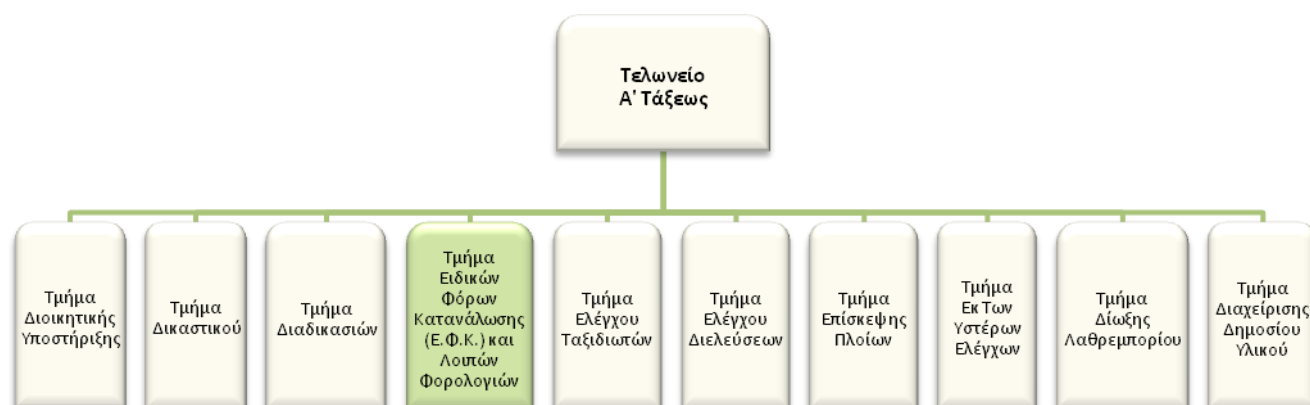 Τελωνείο
Α' Τάξεως
Τμήμα
Διοικητικής
Υποστήριξης
Τμήμα
Δικαστικού
Τμήμα
Διαδικασιών
Τμήμα
Ειδικών
Φόρων
Κατανάλωσης
(Ε.Φ.Κ.) και
Λοιπών
Φορολογιών
Τμήμα
Ελέγχου
Ταξιδιωτών
Τμήμα
Ελέγχου
Διελεύσεων
Τμήμα
Επίσκεψης
Πλοίων
Τμήμα
Εκ Των
Υστέρων
Ελέγχων
Τμήμα
Δίωξης
Λαθρεμπορίου
Τμήμα
Διαχείρισης
Δημοσίου
Υλικού